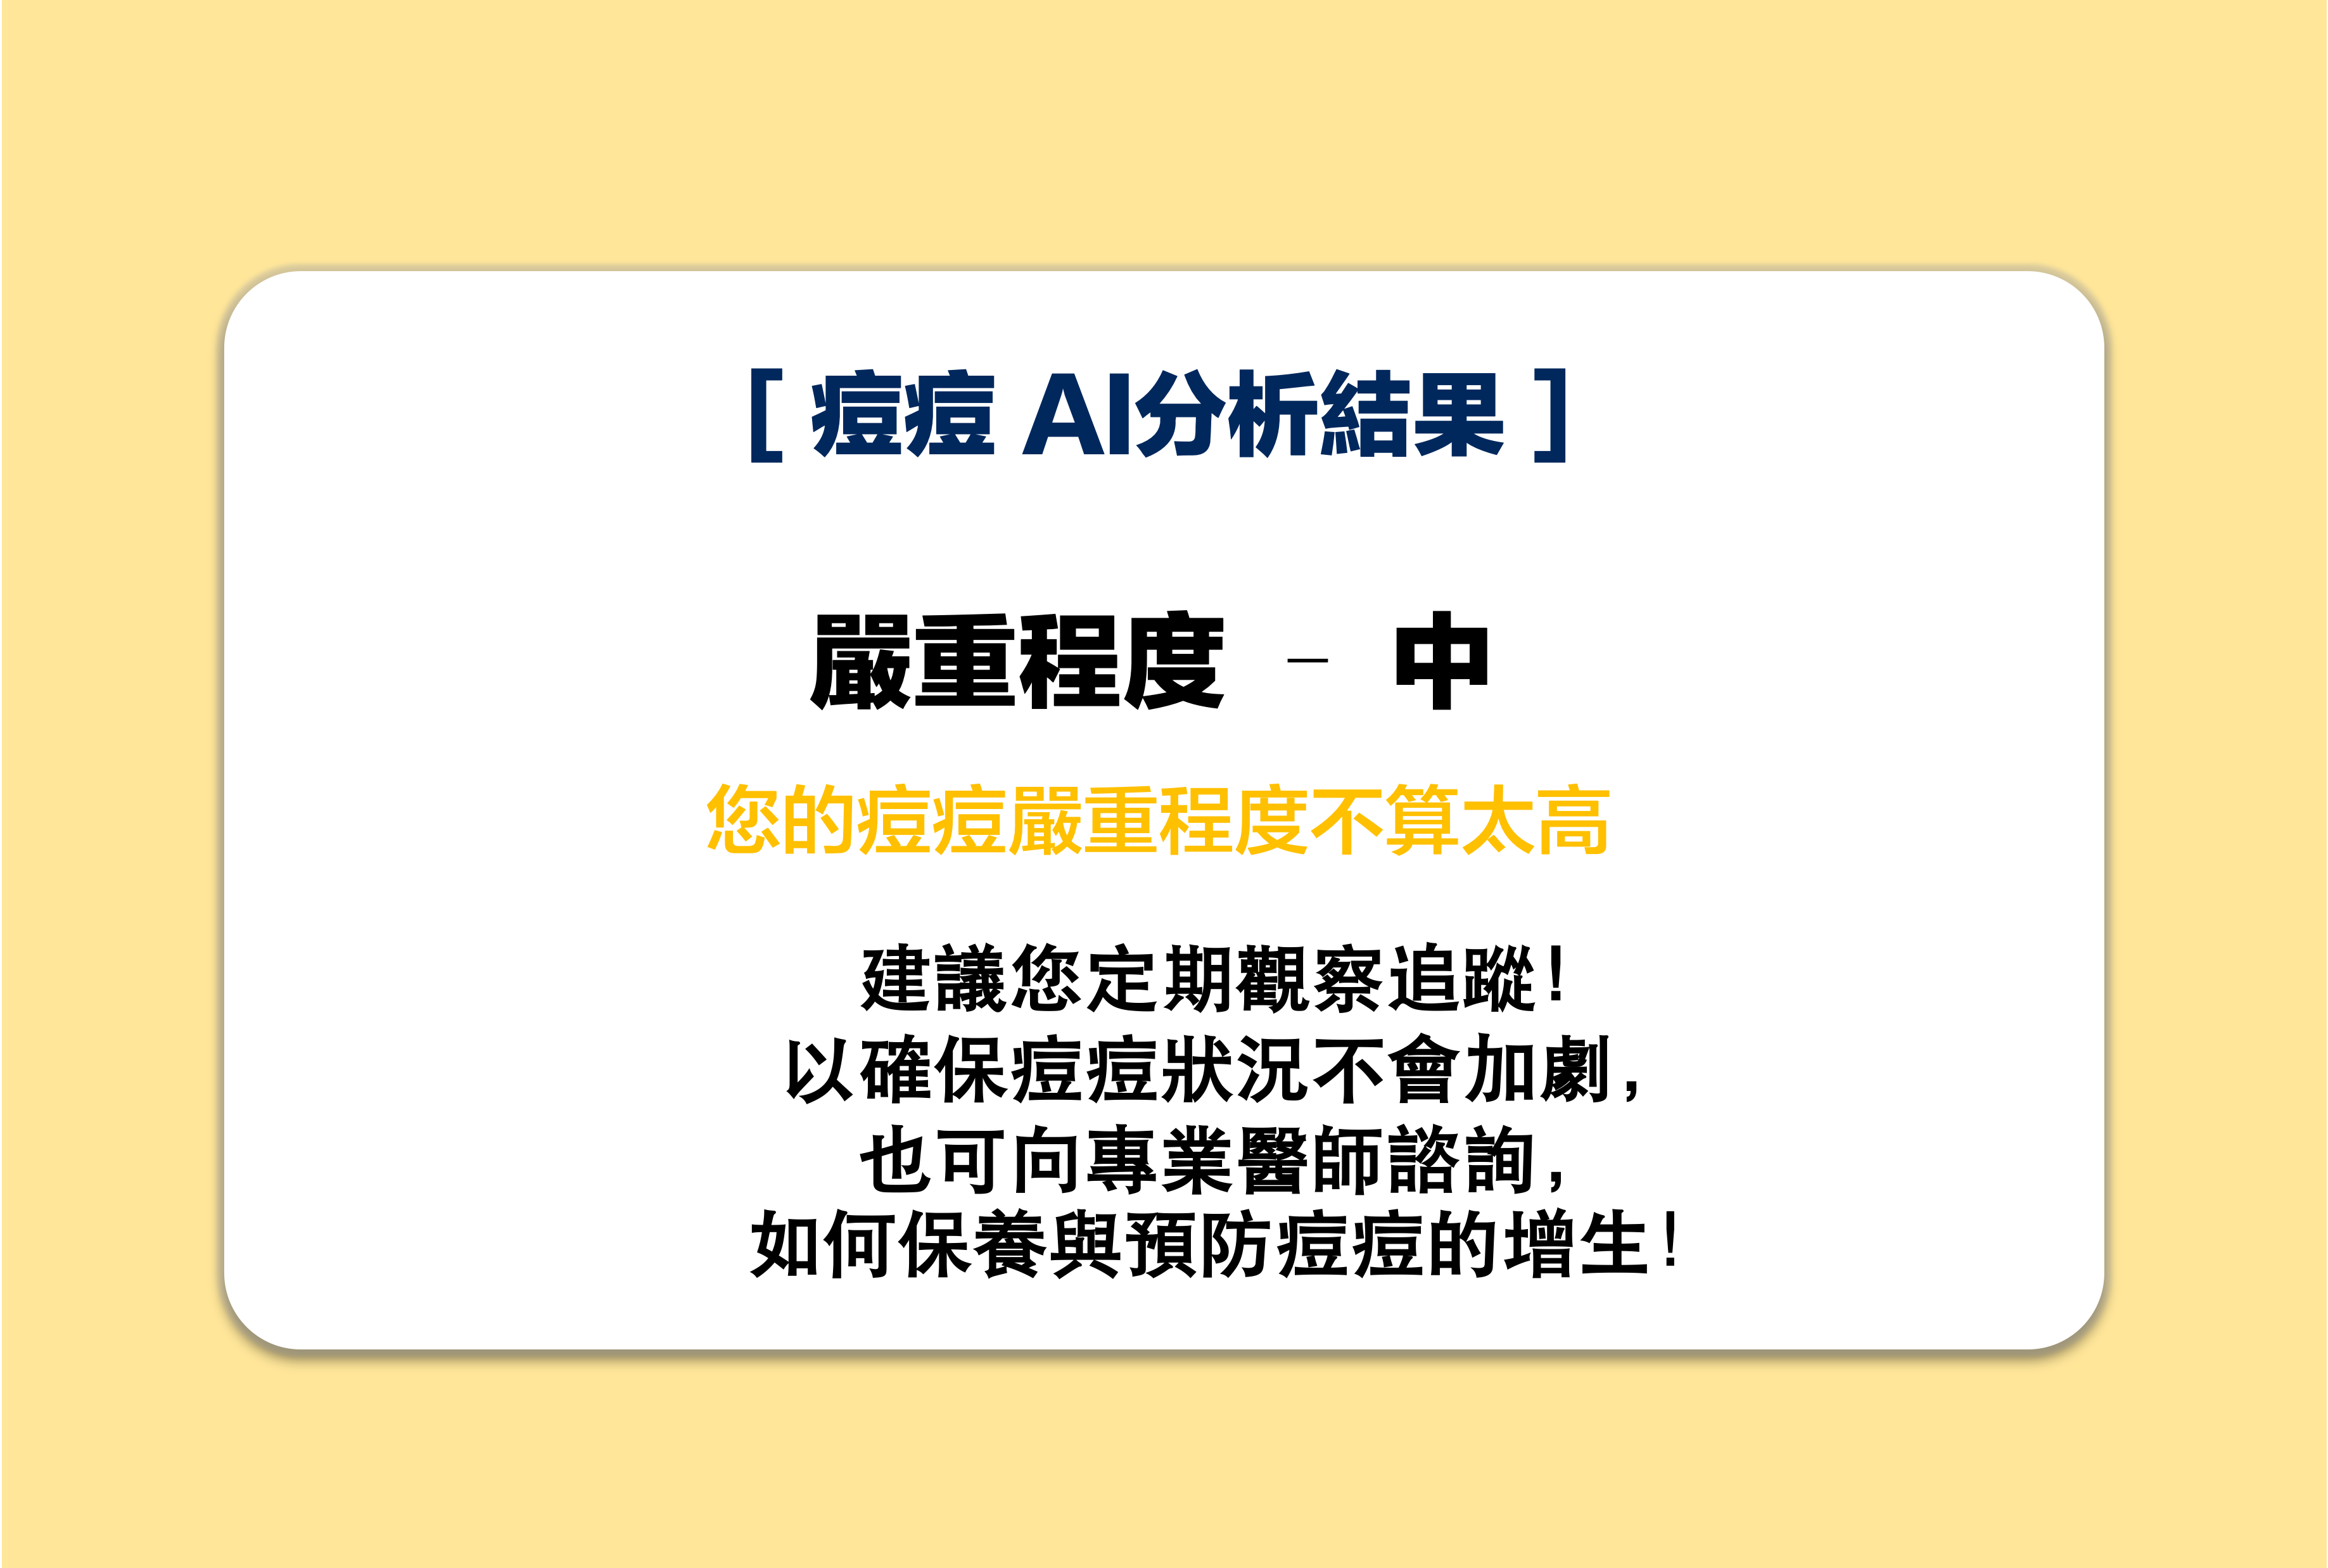 [ 痘痘 AI分析結果 ]
嚴重程度 – 中
您的痘痘嚴重程度不算太高
建議您定期觀察追蹤!
以確保痘痘狀況不會加劇,
也可向專業醫師諮詢,
如何保養與預防痘痘的增生!